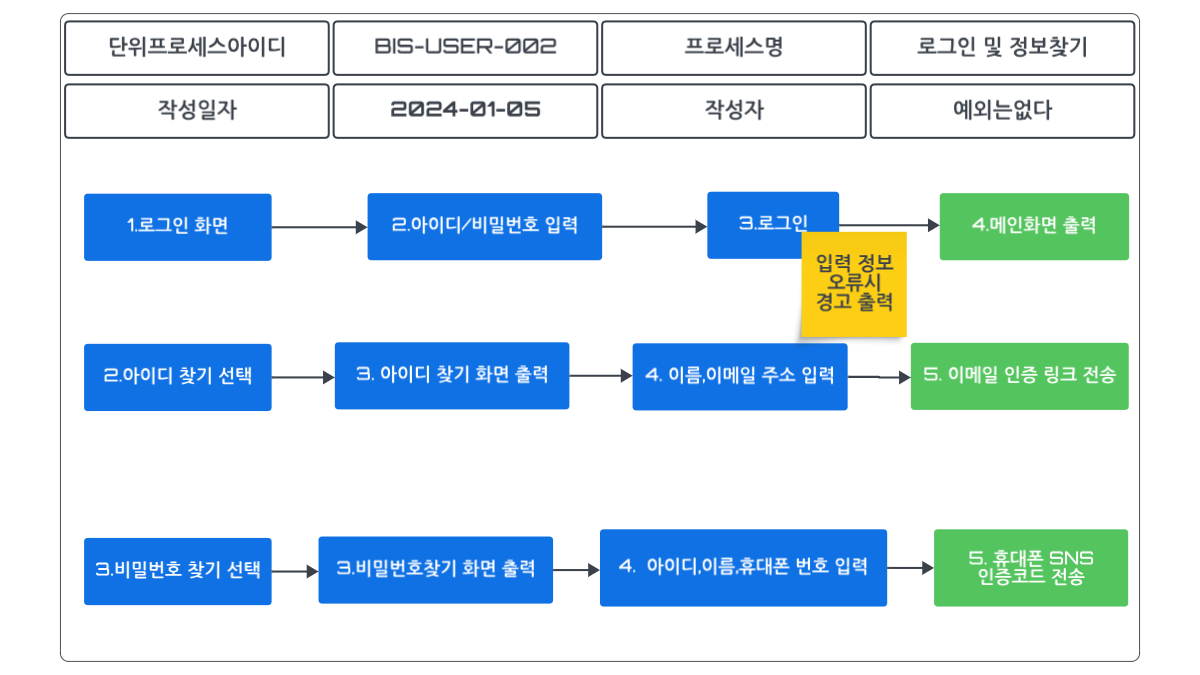 단위프로세스아이디 BIS-USER-002 프로세스명 로그인 및 정보찾기
작성일자 2024-01-05 작성자 예외는없다
1.로그인 화면 2.아이디/비밀번호 입력 3.로그인 4.메인화면 출력
입력 정보
오류시
경고 출력
2.아이디 찾기 선택 3. 아이디 찾기 화면 출력 4. 이름,이메일 주소 입력 5. 이메일 인증 링크 전송
3.비밀번호 찾기 선택 3.비밀번호찾기 화면 출력 4. 아이디,이름,휴대폰 번호 입력 5. 휴대폰 SNS
인증코드 전송